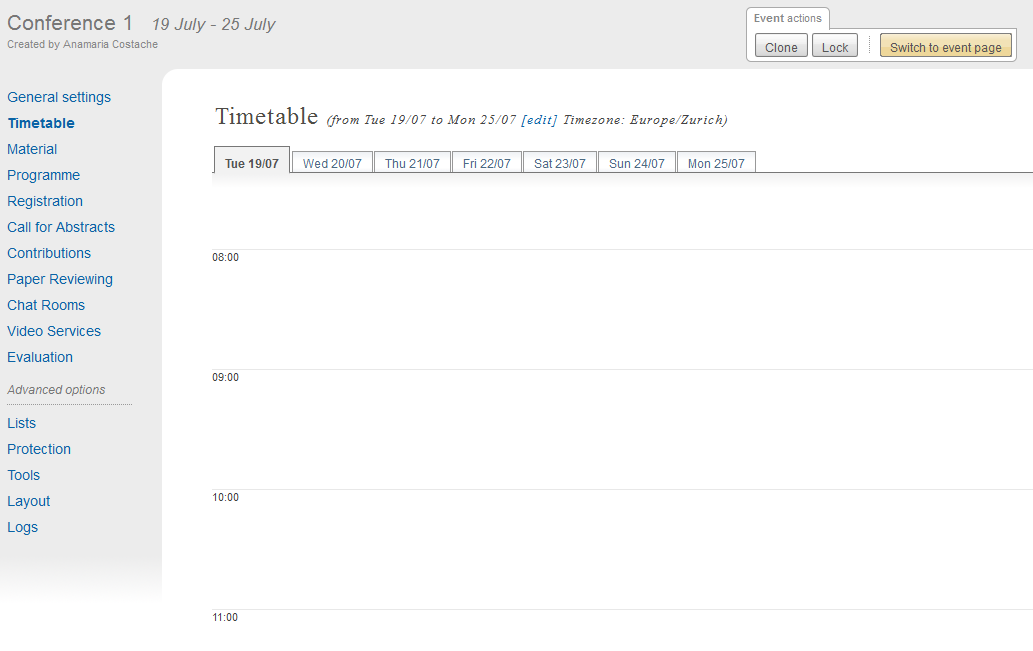 Conference 1 19 July - 25 July
Created by Anamaria Costache
Event actions
Clone Lock Switch to event page
General settings
Timetable
Material
Programme
Registration
Call for Abstracts
Contributions
Paper Reviewing
Chat Rooms
Video Services
Evaluation
Advanced options
Lists
Protection
Tools
Layout
Logs
Timetable (from Tue 19/07 to Mon 25/07 [edit] Timezone: Europe/Zurich)
Tue 19/07 Wed 20/07 Thu 21/07 Fri 22/07 Sat 23/07 Sun 24/07 Mon 25/07
08:00
09:00
10:00
11:00